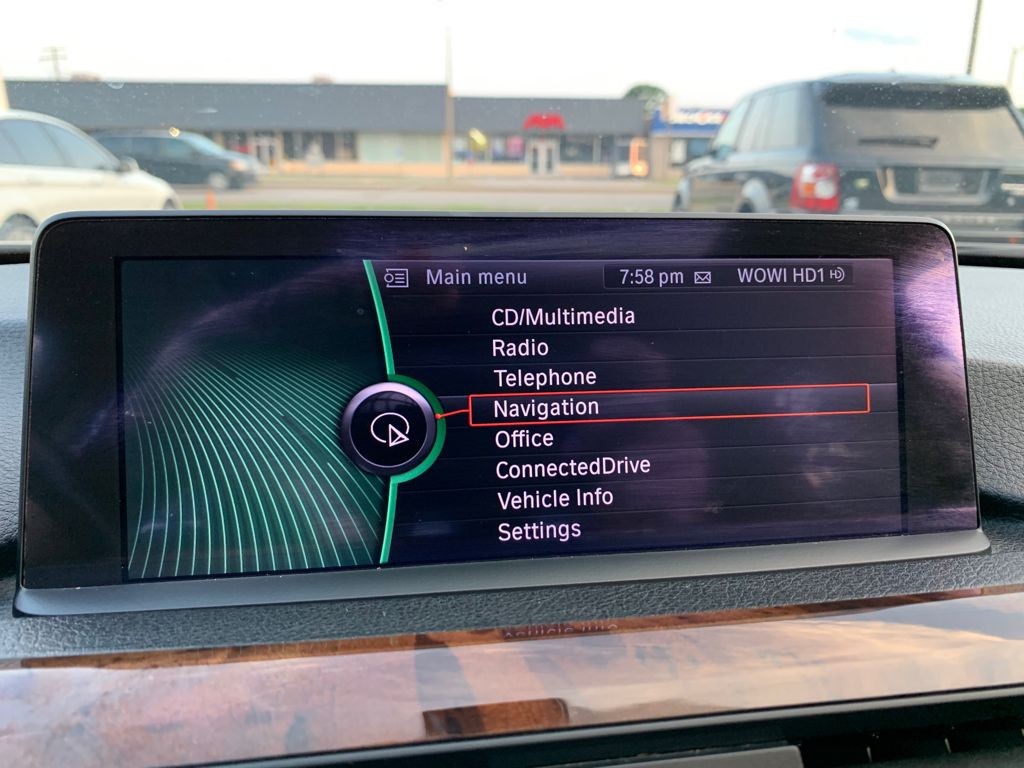 Main menu
7:58 pm
WOWI HD1
CD/Multimedia
Radio
Telephone
Navigation
Office
ConnectedDrive
Vehicle Info
Settings